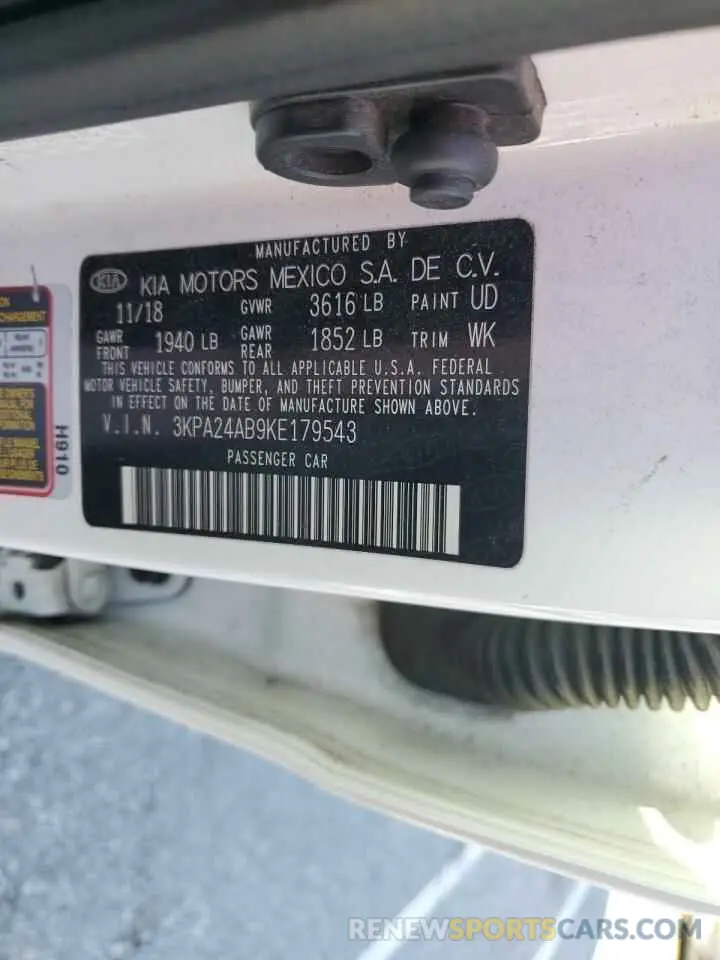 MANUFACTURED BY
KIA KIA MOTORS MEXICO S.A. DE C.V.
11/18 GVWR 3616 LB PAINT UD
GAWR FRONT 1940 LB GAWR REAR 1852 LB TRIM WK
THIS VEHICLE CONFORMS TO ALL APPLICABLE U.S.A. FEDERAL
MOTOR VEHICLE SAFETY, BUMPER, AND THEFT PREVENTION STANDARDS
IN EFFECT ON THE DATE OF MANUFACTURE SHOWN ABOVE.
V.I.N. 3KPA24AB9KE179543
PASSENGER CAR
H910
RENEWSPORTSCARS.COM